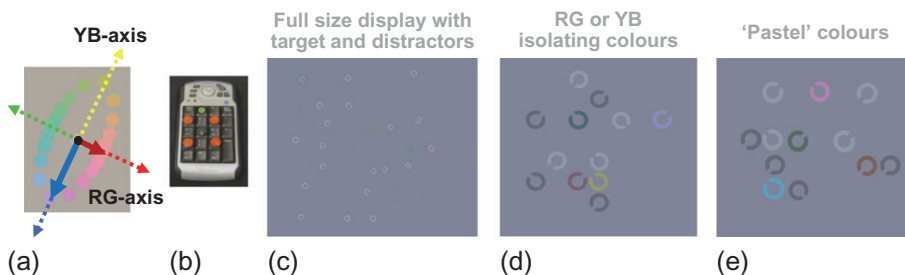 YB-axis
RG-axis
Full size display with
target and distractors
RG or YB
isolating colours
‘Pastel’ colours
(a)
(b)
(c)
(d)
(e)